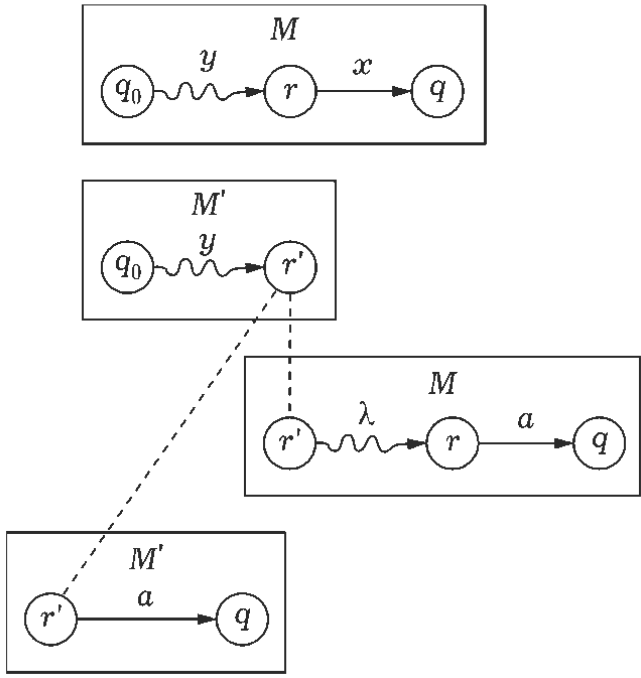 M
y x
q₀ r q
M'
y
q₀ r'
M
λ a
r' r q
M'
a
r' q